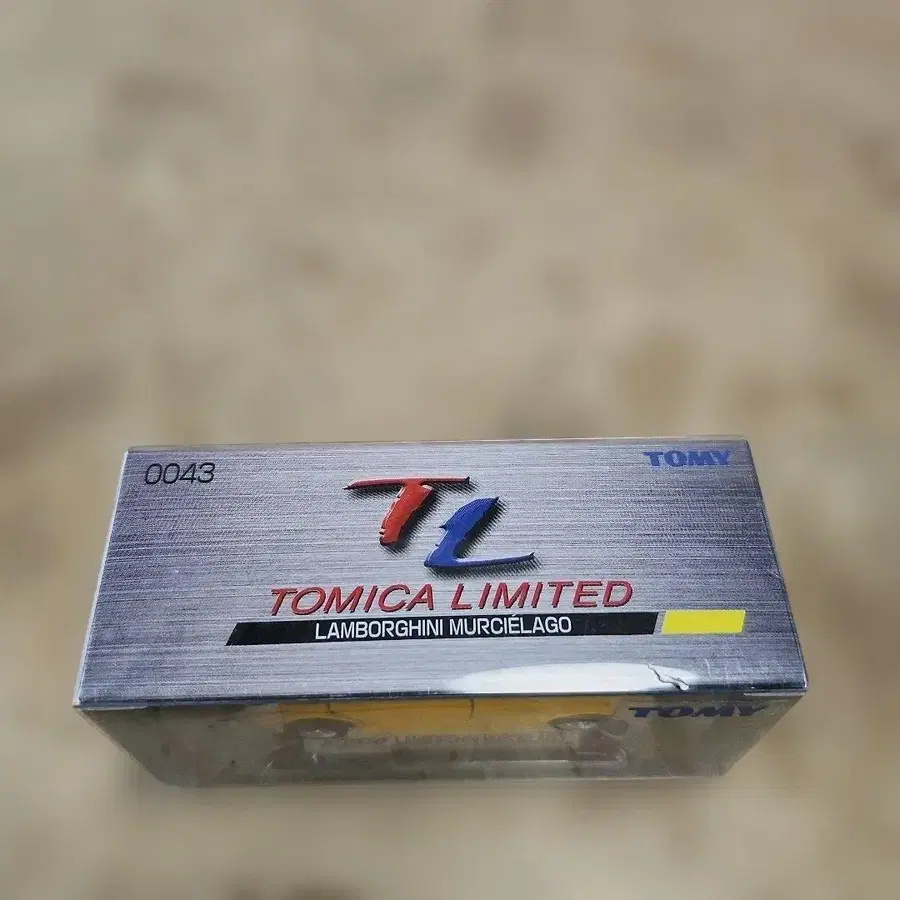 0043
TOMY
TL
TOMICA LIMITED
LAMBORGHINI MURCIÉLAGO
TOMY